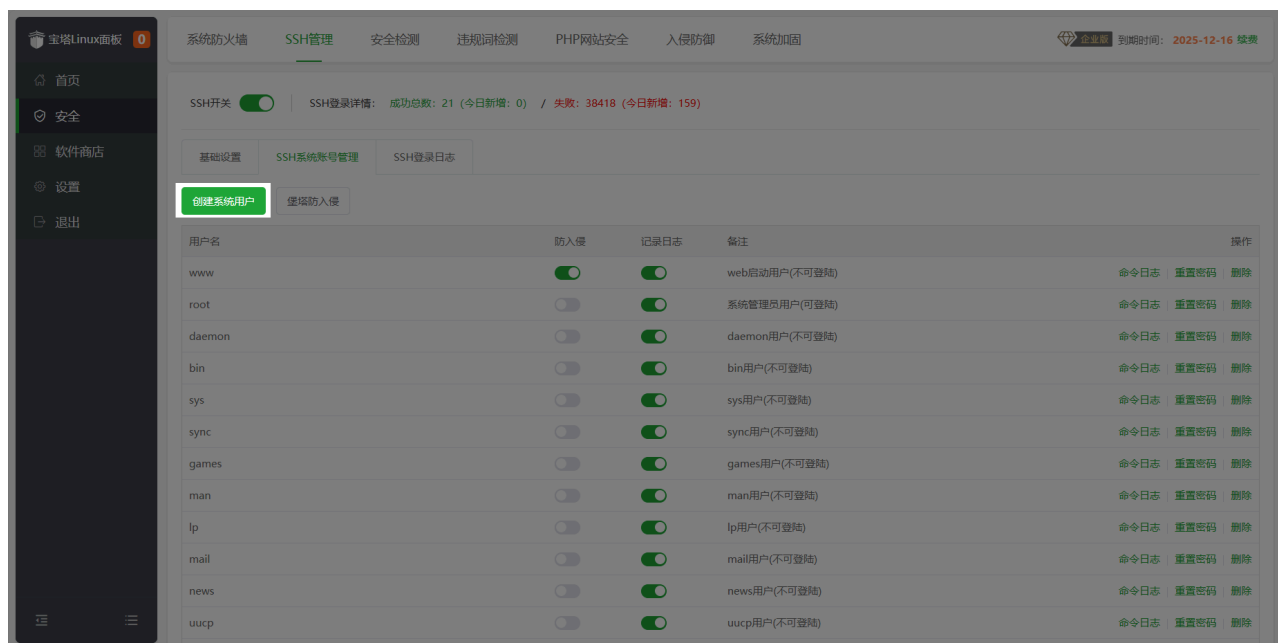 宝塔Linux面板 0
首页
安全
软件商店
设置
退出
系统防火墙 SSH管理 安全检测 违规词检测 PHP网站安全 入侵防御 系统加固 企业版 到期时间: 2025-12-16 续费
SSH开关 SSH登录详情: 成功总数: 21 (今日新增: 0) / 失败: 38418 (今日新增: 159)
基础设置 SSH系统账号管理 SSH登录日志
创建系统用户 堡塔防入侵
用户名 防入侵 记录日志 备注 操作
www web启动用户(不可登陆) 命令日志 重置密码 删除
root 系统管理员用户(可登陆) 命令日志 重置密码 删除
daemon daemon用户(不可登陆) 命令日志 重置密码 删除
bin bin用户(不可登陆) 命令日志 重置密码 删除
sys sys用户(不可登陆) 命令日志 重置密码 删除
sync sync用户(不可登陆) 命令日志 重置密码 删除
games games用户(不可登陆) 命令日志 重置密码 删除
man man用户(不可登陆) 命令日志 重置密码 删除
lp lp用户(不可登陆) 命令日志 重置密码 删除
mail mail用户(不可登陆) 命令日志 重置密码 删除
news news用户(不可登陆) 命令日志 重置密码 删除
uucp uucp用户(不可登陆) 命令日志 重置密码 删除